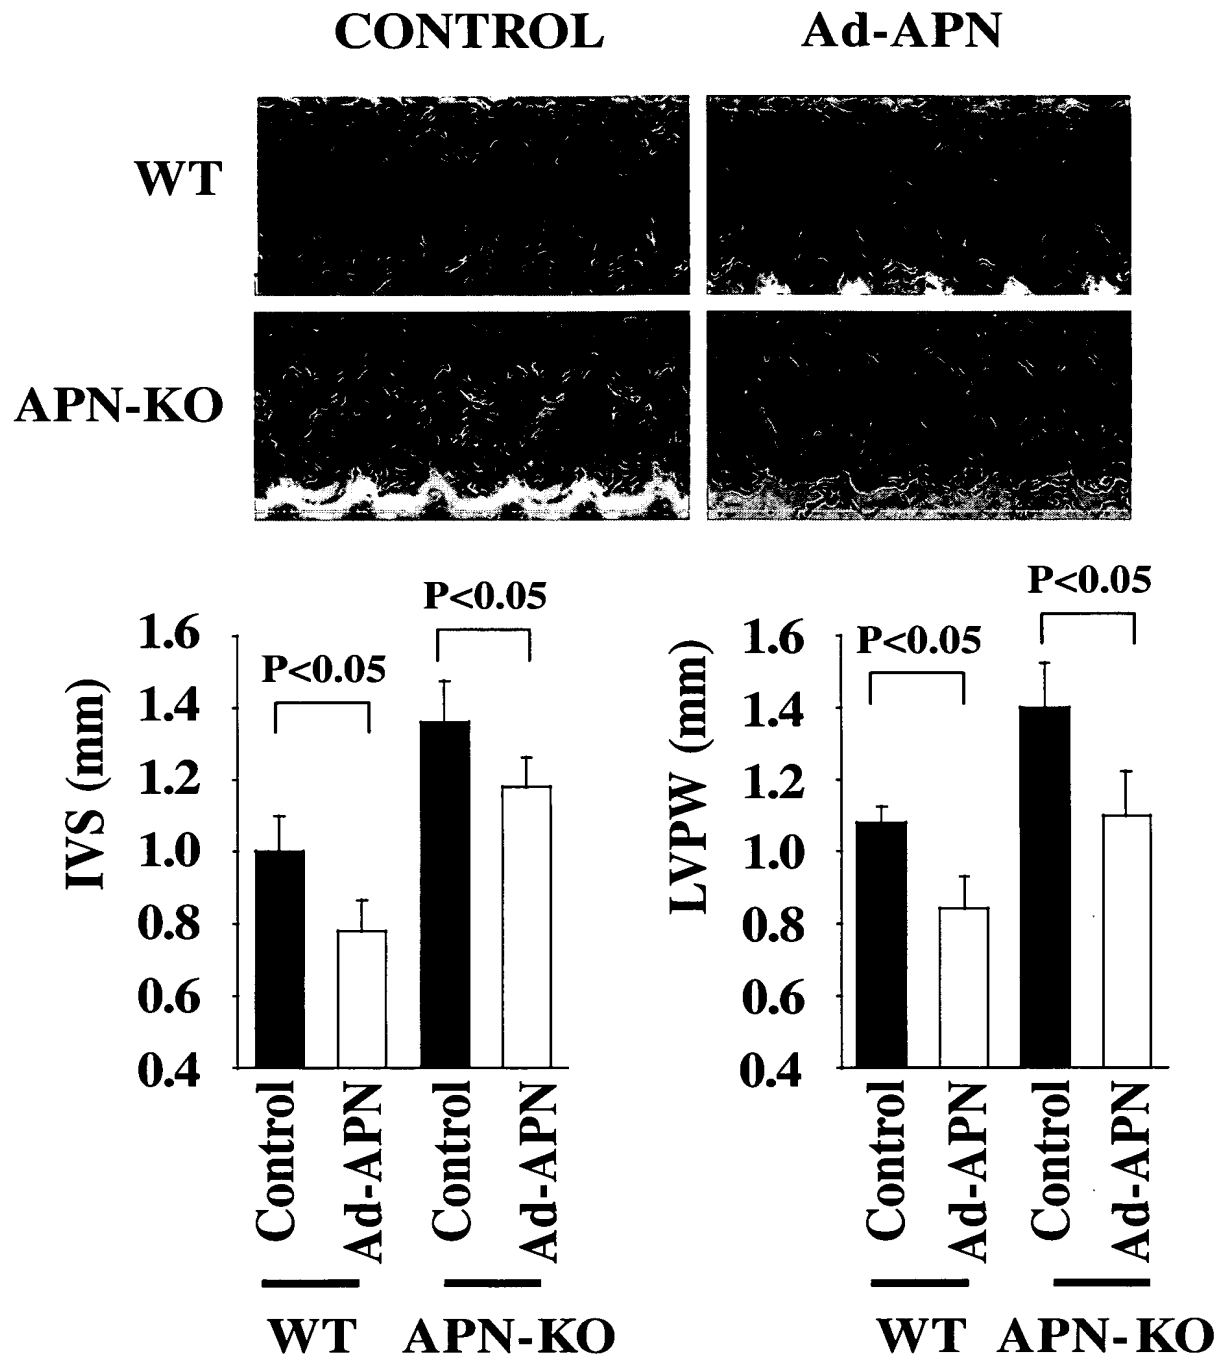 CONTROL Ad-APN
WT
APN-KO
P<0.05
P<0.05
IVS (mm)
1.6
1.4
1.2
1.0
0.8
0.6
0.4
Control
Ad-APN
Control
Ad-APN
WT APN-KO
P<0.05
P<0.05
LVPW (mm)
1.6
1.4
1.2
1.0
0.8
0.6
0.4
Control
Ad-APN
Control
Ad-APN
WT APN-KO